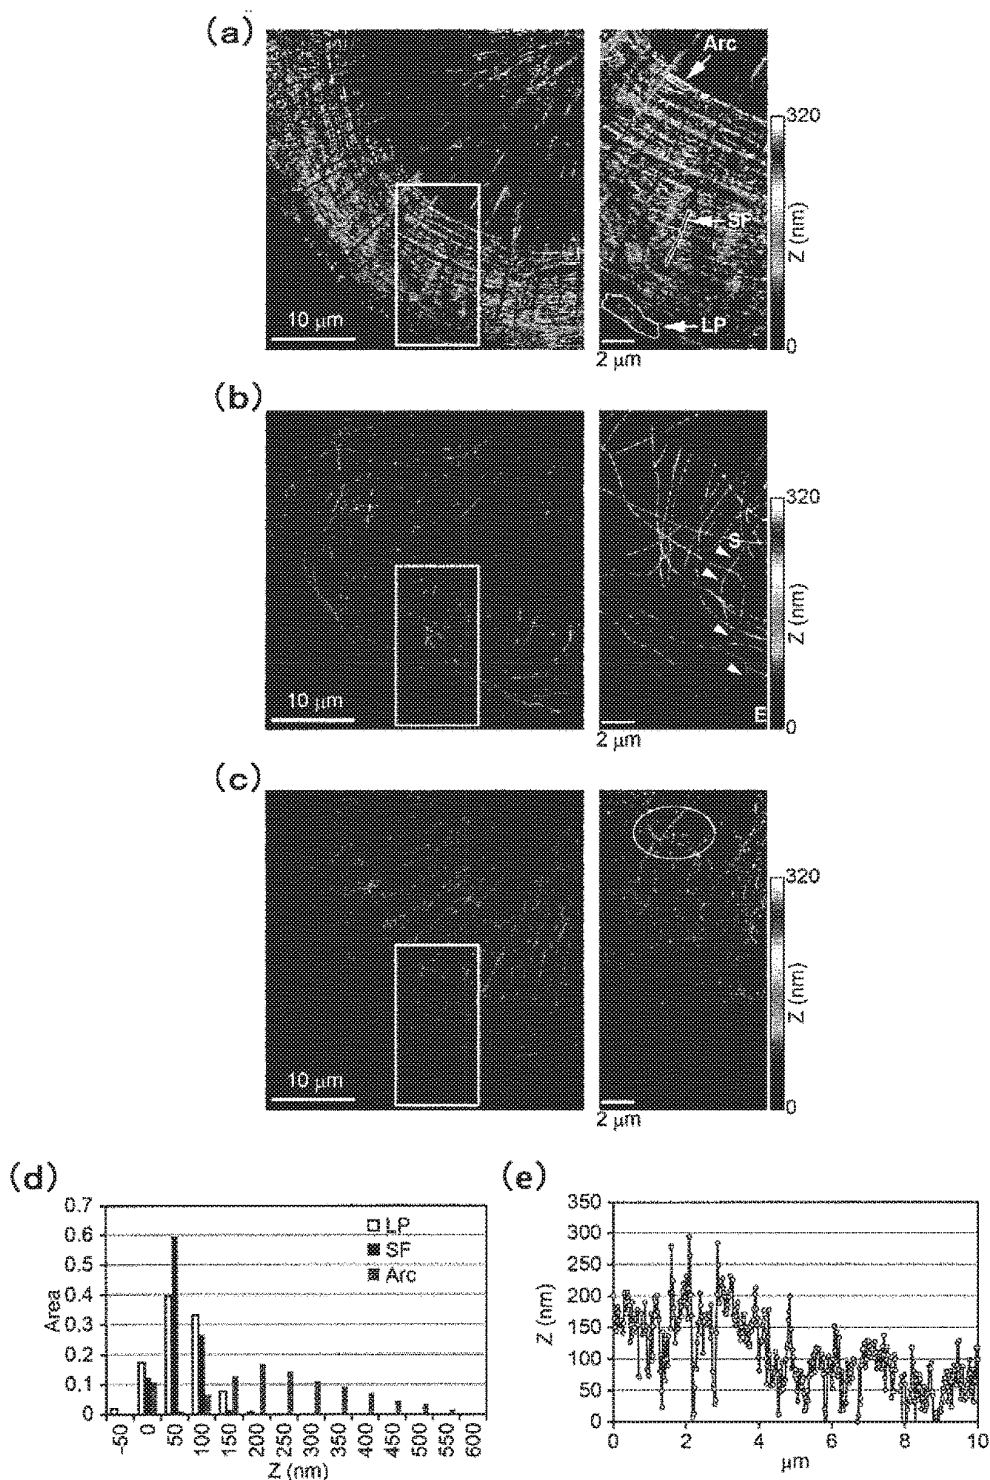 (a)
Arc
320
SF
Z (nm)
10 μm
LP
0
2 μm
(b)
320
S
Z (nm)
10 μm
E
0
2 μm
(c)
320
Z (nm)
10 μm
0
2 μm
(d)
0.7
0.6
0.5
0.4
0.3
0.2
0.1
0
Area
LP
SF
Arc
-50
0
50
100
150
200
250
300
350
400
450
500
550
600
Z (nm)
(e)
350
300
250
200
150
100
50
0
Z (nm)
0
2
4
6
8
10
μm